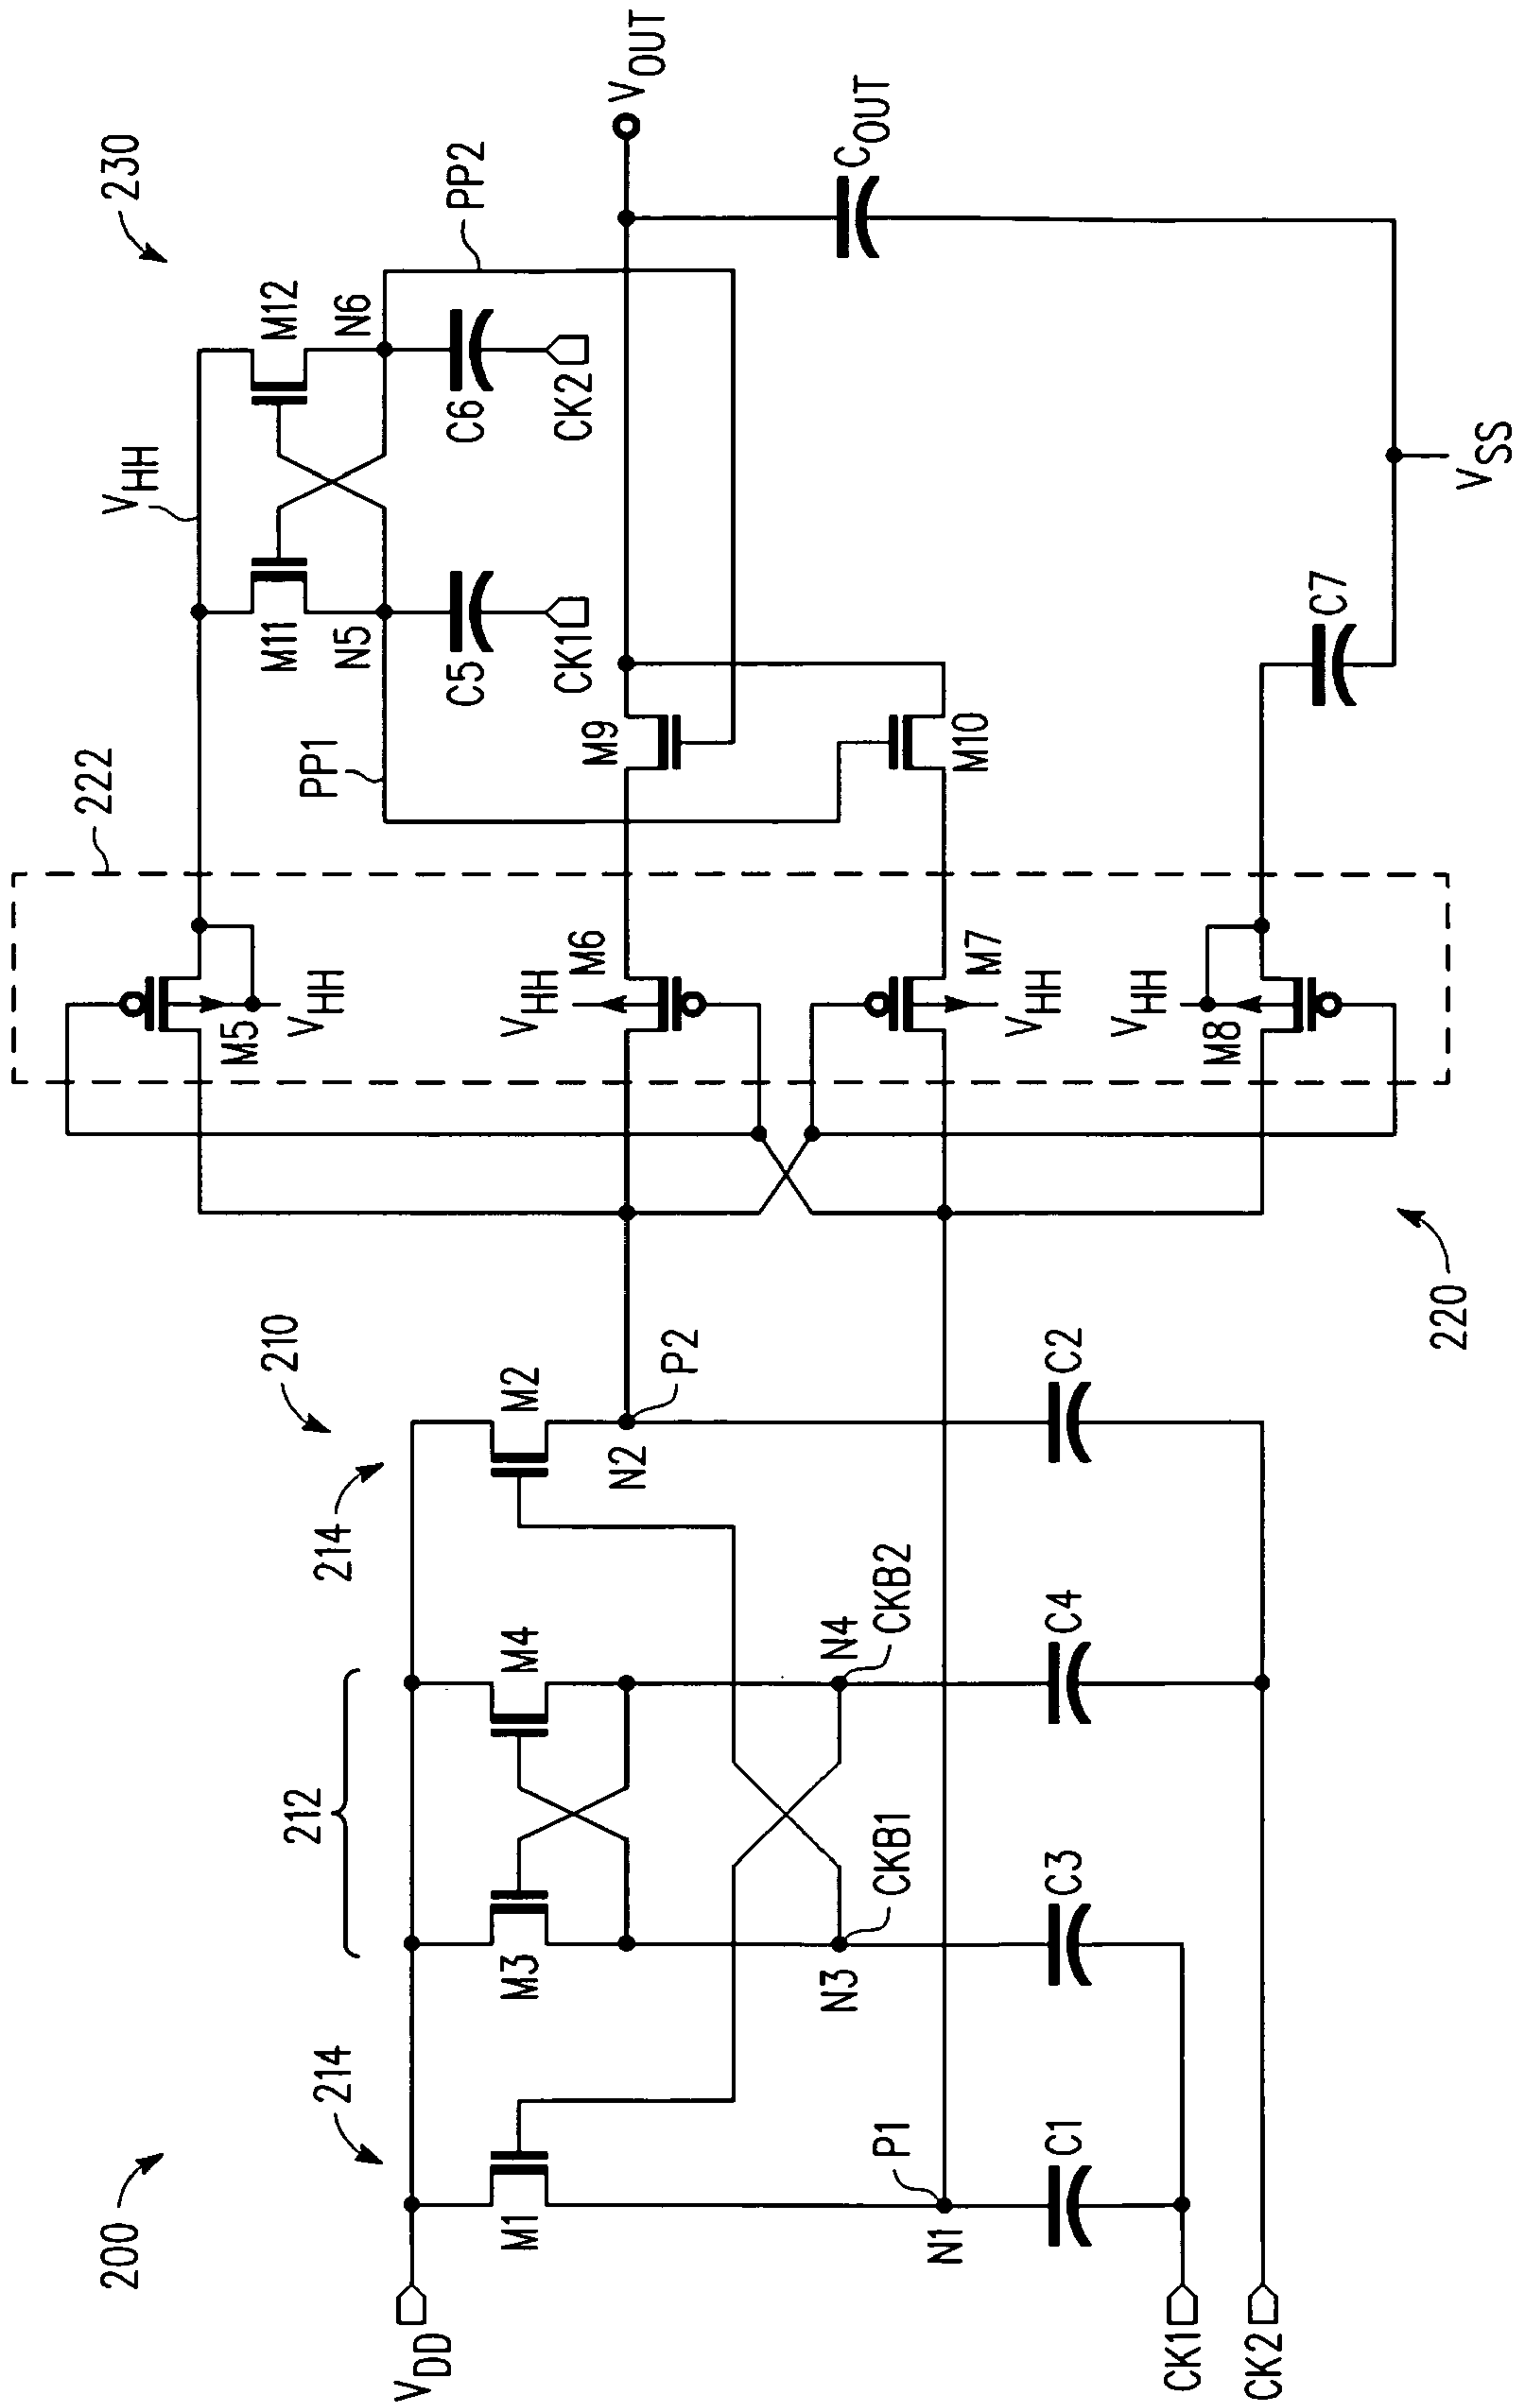 200
V_DD
CK1
CK2
214
M1
N1
P1
C1
212
M3
N3
CKB1
C3
M4
N4
CKB2
C4
214
210
M2
N2
P2
C2
220
222
M5
V_HH
V_HH
M6
M7
V_HH
V_HH
M8
230
V_HH
M11
N5
C5
CK1
M12
N6
C6
CK2
PP1
PP2
M9
M10
V_OUT
C_OUT
C7
V_SS